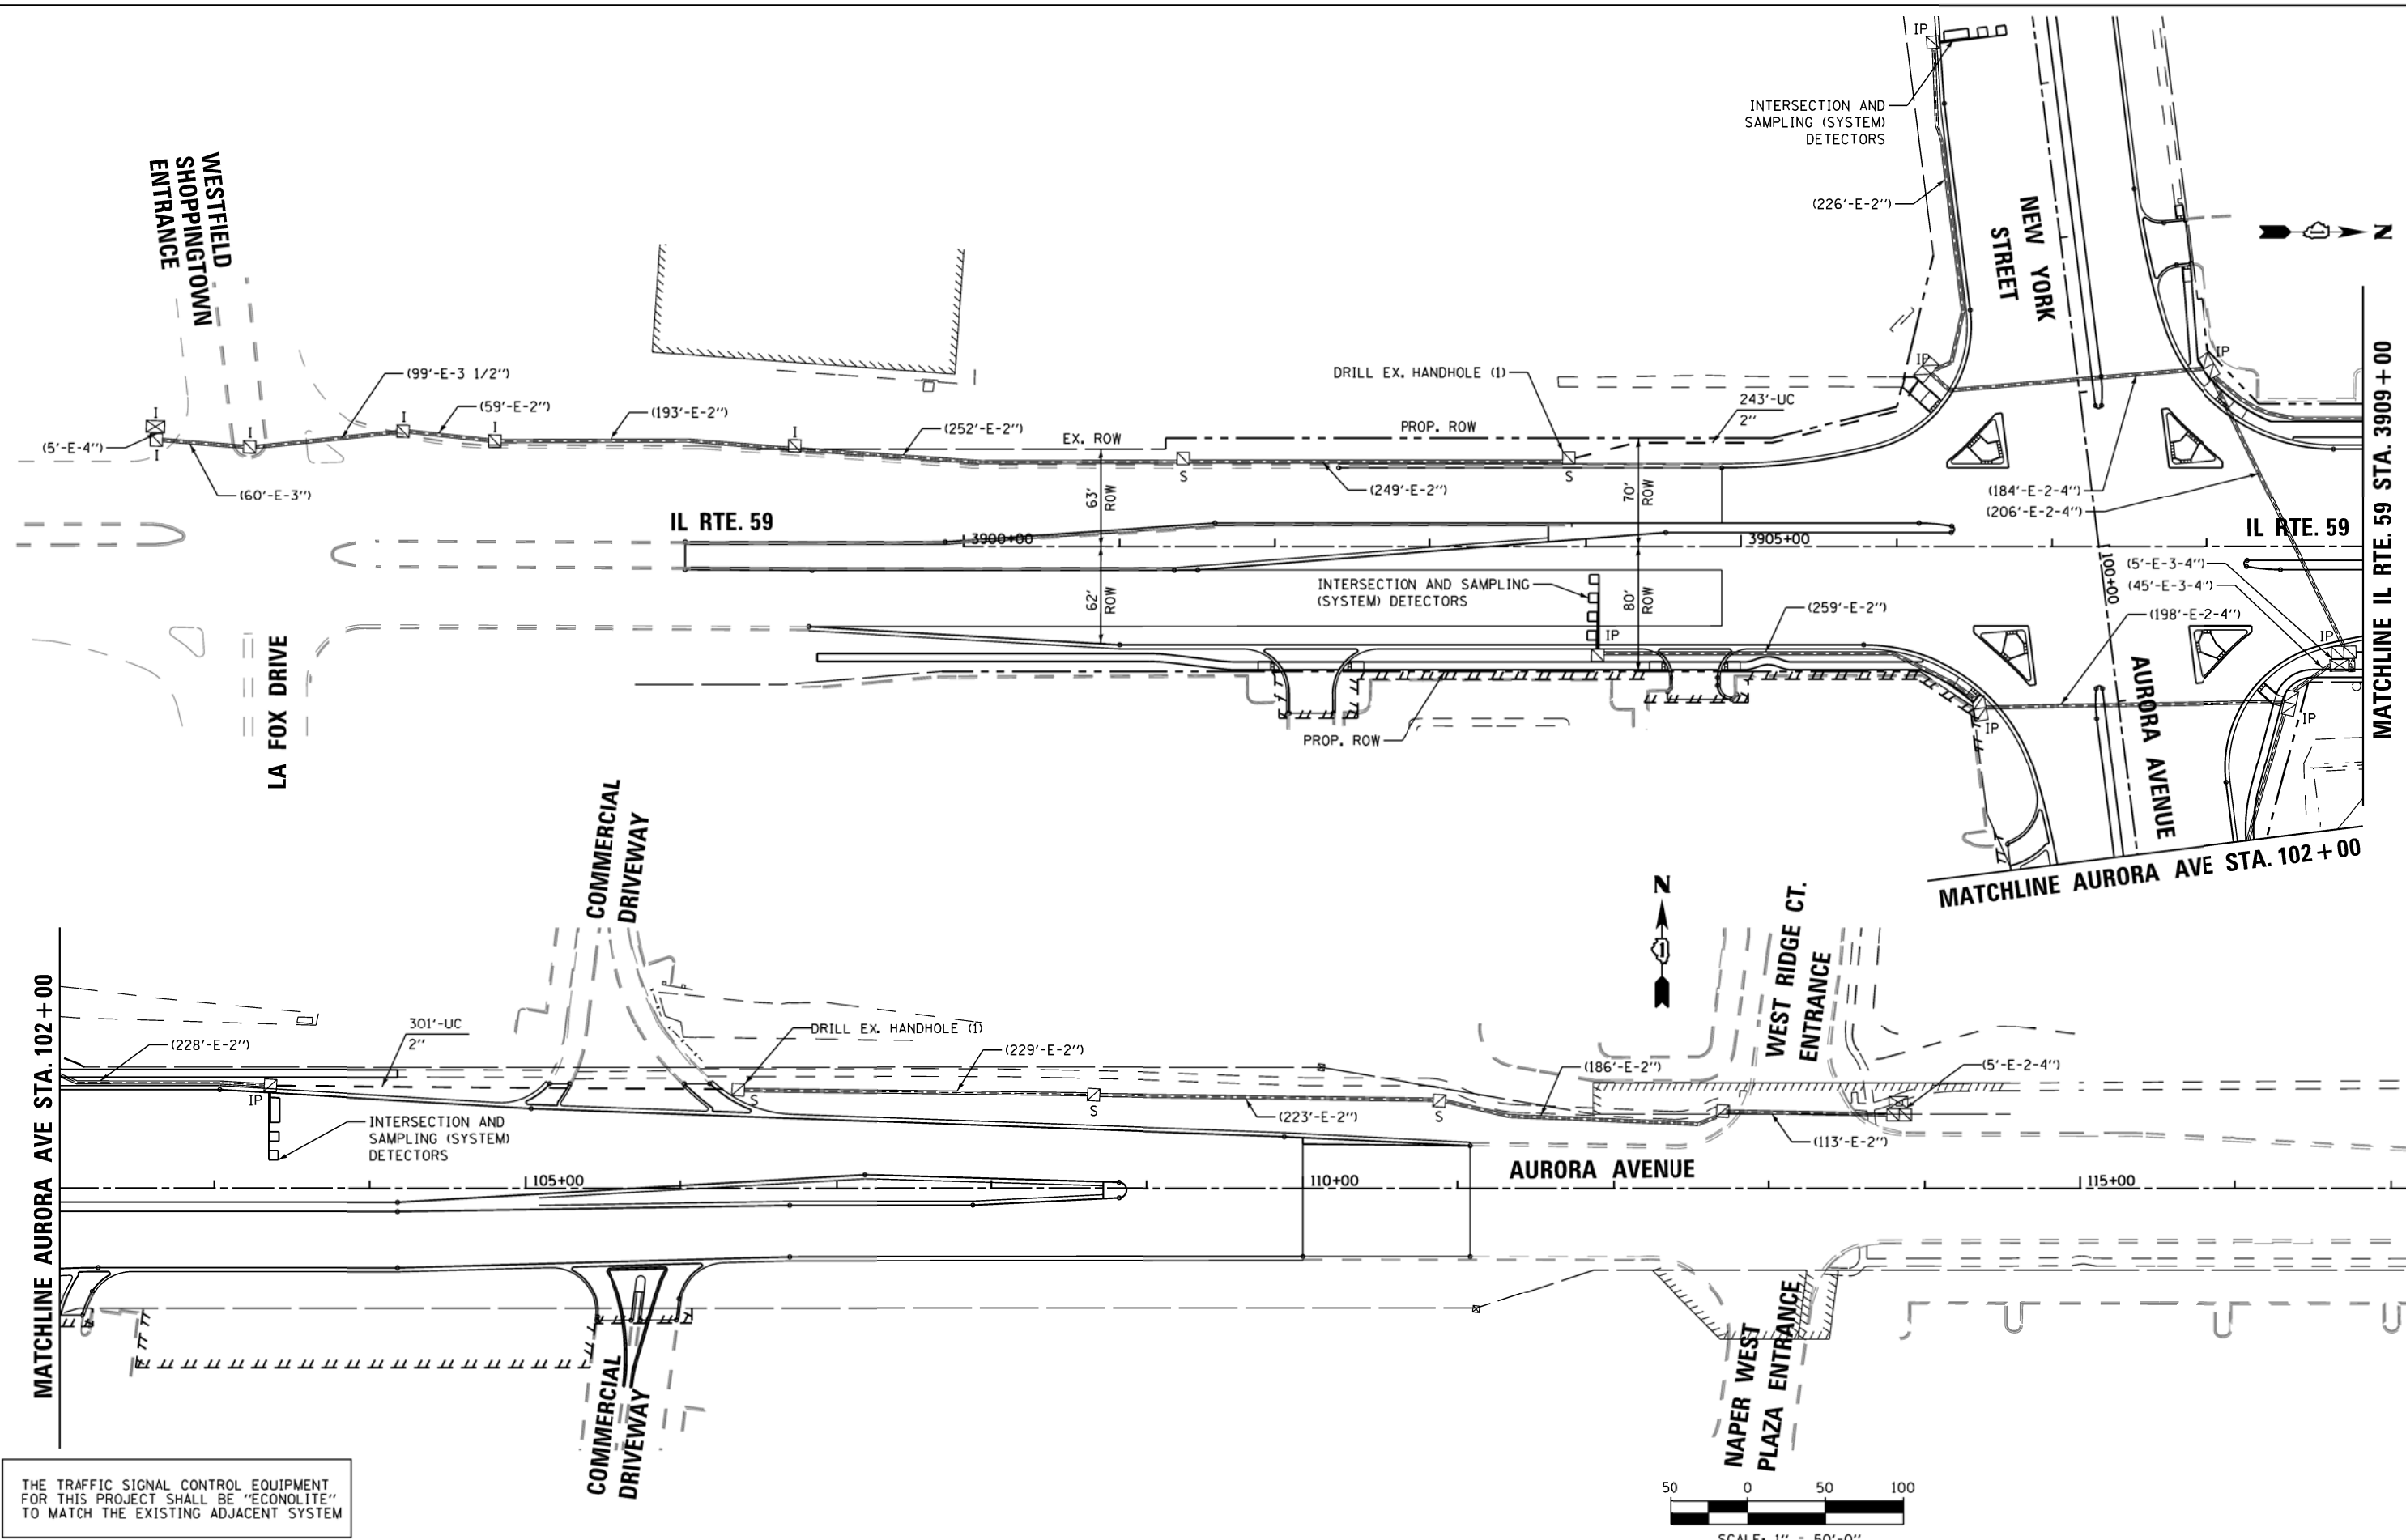 IP
INTERSECTION AND
SAMPLING (SYSTEM)
DETECTORS
(226'-E-2")
NEW YORK
STREET
N
WESTFIELD
SHOPPINGTOWN
ENTRANCE
I
(5'-E-4")
I
(60'-E-3")
I
(99'-E-3 1/2")
I
(59'-E-2")
I
(193'-E-2")
I
(252'-E-2")
EX. ROW
PROP. ROW
DRILL EX. HANDHOLE (1)
243'-UC
2"
IP
IP
S
(249'-E-2")
S
63'
ROW
70'
ROW
(184'-E-2-4")
(206'-E-2-4")
IL RTE. 59
3900+00
3905+00
IL RTE. 59
MATCHLINE IL RTE. 59 STA. 3909+00
INTERSECTION AND SAMPLING
(SYSTEM) DETECTORS
62'
ROW
80'
ROW
IP
(259'-E-2")
100+00
(5'-E-3-4")
(45'-E-3-4")
(198'-E-2-4")
IP
IP
IP
LA FOX DRIVE
PROP. ROW
AURORA AVENUE
MATCHLINE AURORA AVE STA. 102+00
COMMERCIAL
DRIVEWAY
N
WEST RIDGE CT.
ENTRANCE
MATCHLINE AURORA AVE STA. 102+00
(228'-E-2")
301'-UC
2"
DRILL EX. HANDHOLE (1)
(229'-E-2")
(186'-E-2")
(5'-E-2-4")
IP
S
S
S
INTERSECTION AND
SAMPLING (SYSTEM)
DETECTORS
(223'-E-2")
(113'-E-2")
AURORA AVENUE
105+00
110+00
115+00
COMMERCIAL
DRIVEWAY
NAPER WEST
PLAZA ENTRANCE
THE TRAFFIC SIGNAL CONTROL EQUIPMENT
FOR THIS PROJECT SHALL BE "ECONOLITE"
TO MATCH THE EXISTING ADJACENT SYSTEM
50 0 50 100
SCALE: 1" = 50'-0"